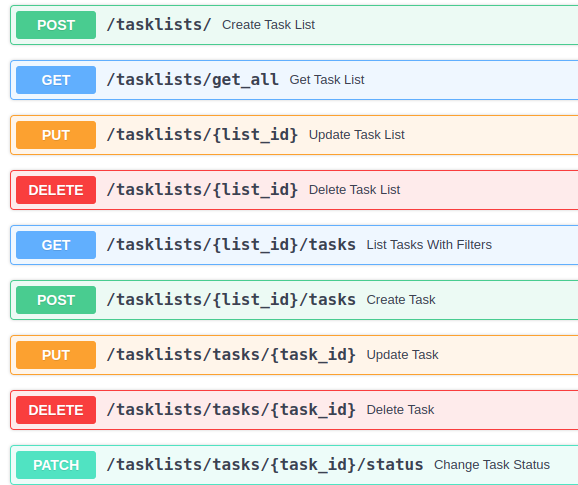 POST /tasklists/ Create Task List
GET /tasklists/get_all Get Task List
PUT /tasklists/{list_id} Update Task List
DELETE /tasklists/{list_id} Delete Task List
GET /tasklists/{list_id}/tasks List Tasks With Filters
POST /tasklists/{list_id}/tasks Create Task
PUT /tasklists/tasks/{task_id} Update Task
DELETE /tasklists/tasks/{task_id} Delete Task
PATCH /tasklists/tasks/{task_id}/status Change Task Status